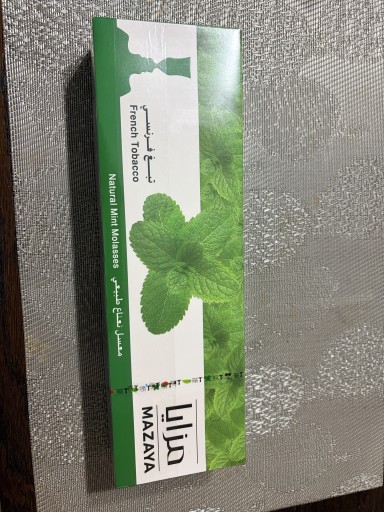 تبغ فرنسي
French Tobacco
Natural Mint Molasses معسل نعناع طبيعي
مزايا
MAZAYA